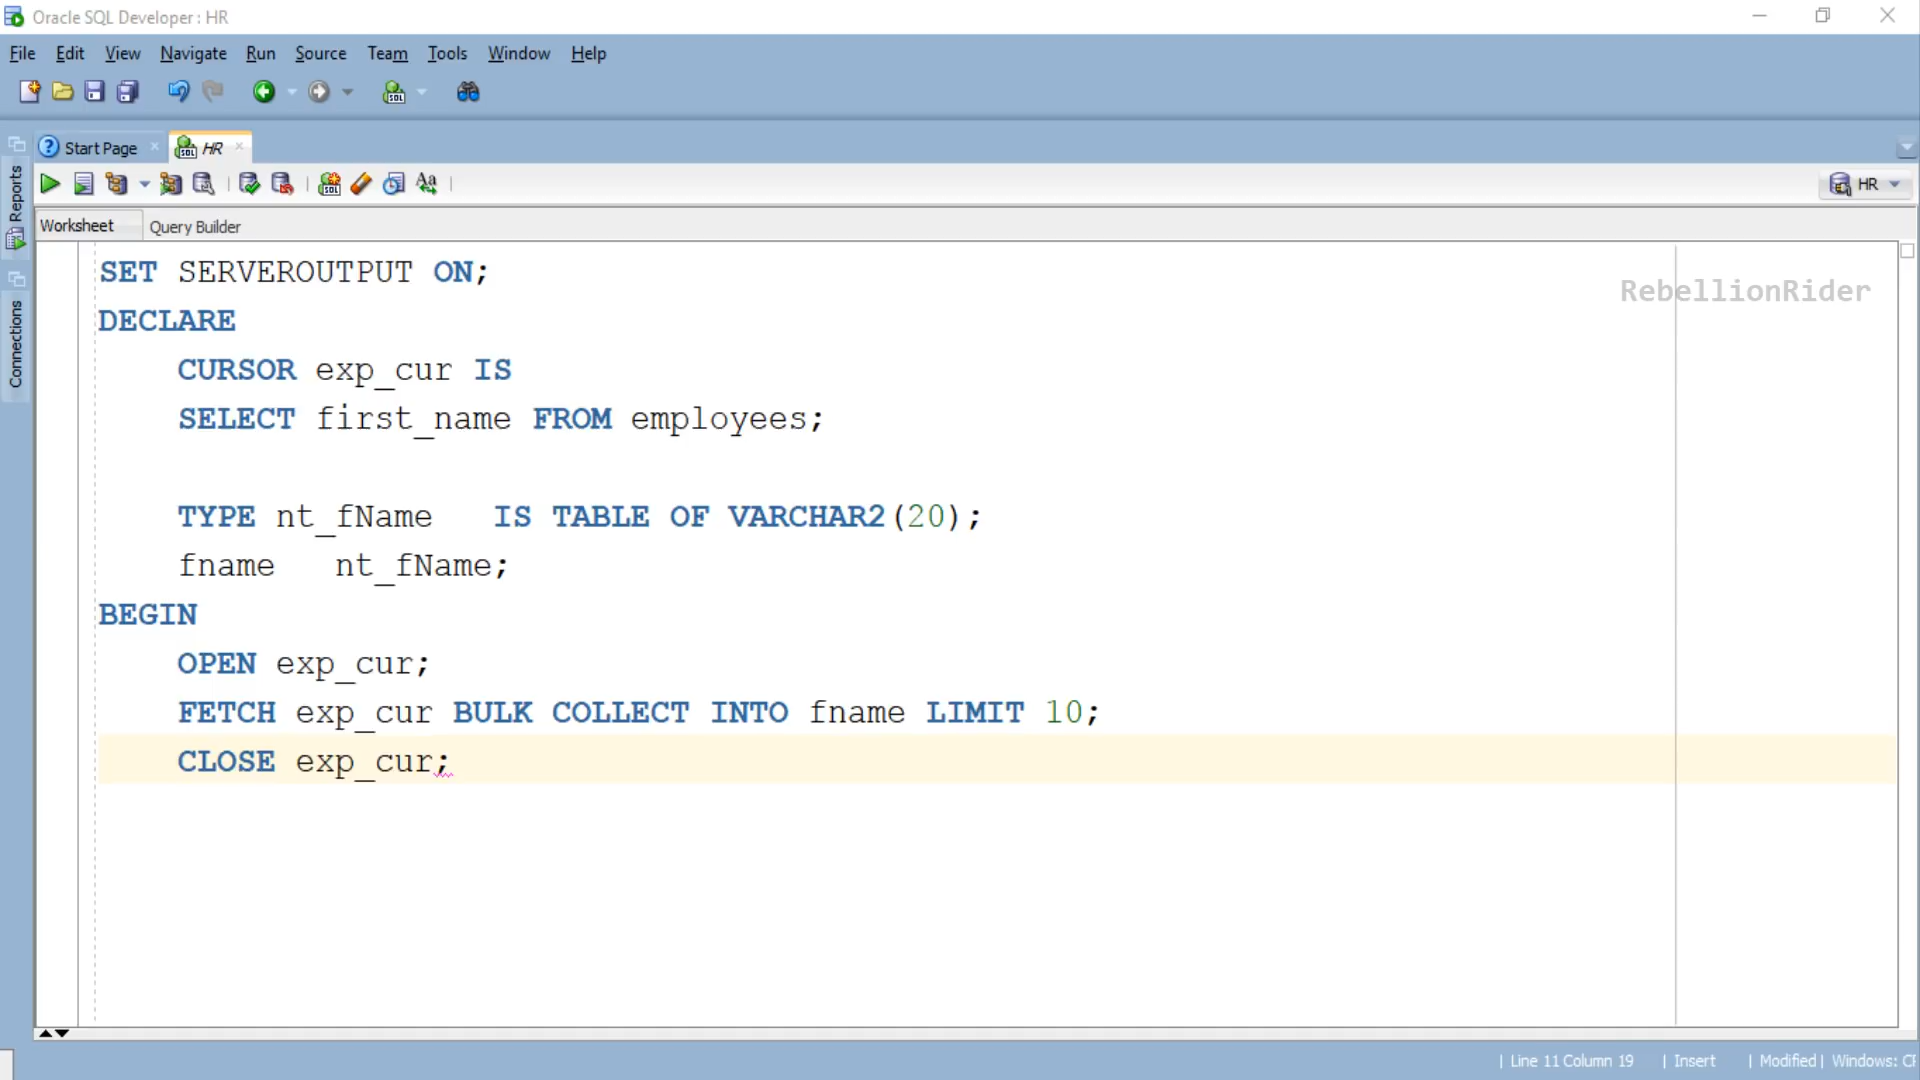 Oracle SQL Developer : HR
File Edit View Navigate Run Source Team Tools Window Help
SQL
Start Page HR
SQL HR
Worksheet Query Builder
Reports
Connections
SET SERVEROUTPUT ON;
RebellionRider
DECLARE
CURSOR exp_cur IS
SELECT first_name FROM employees;
TYPE nt_fName IS TABLE OF VARCHAR2(20);
fname nt_fName;
BEGIN
OPEN exp_cur;
FETCH exp_cur BULK COLLECT INTO fname LIMIT 10;
CLOSE exp_cur;
| Line 11 Column 19 | Insert | Modified | Windows: CR